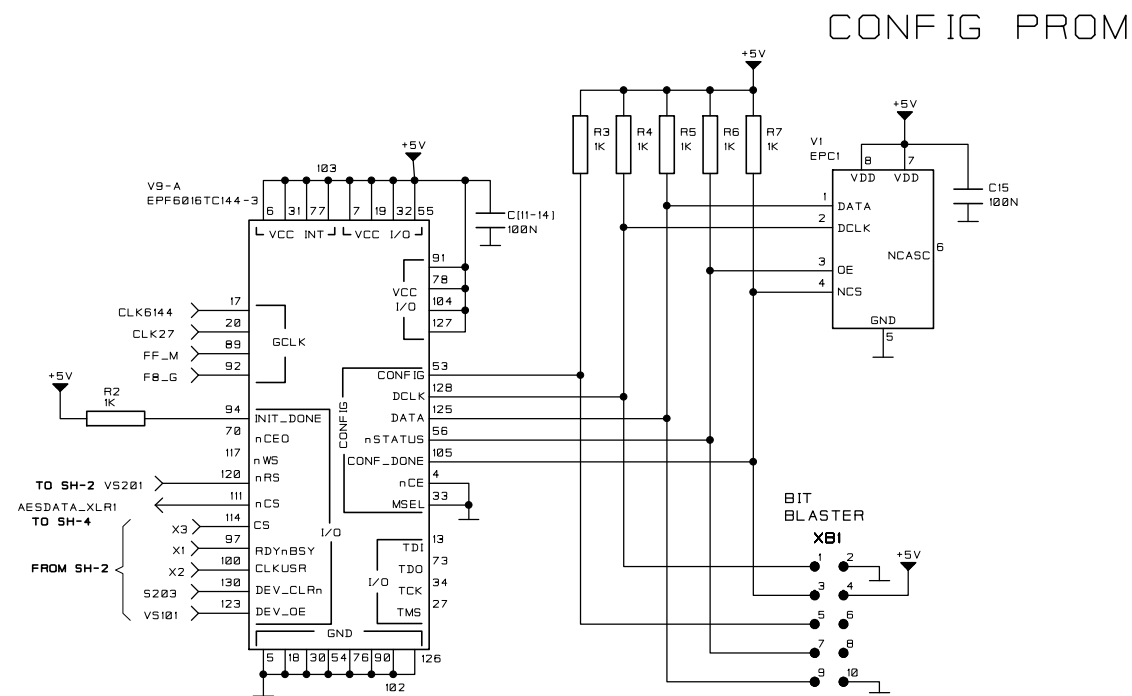 CONFIG PROM
+5V
R3 1K
R4 1K
R5 1K
R6 1K
R7 1K
+5V
V1
EPC1
8 7
VDD VDD
1 DATA
2 DCLK
NCASC 6
3 OE
4 NCS
GND
5
C15
100N
+5V
103
V9-A
EPF6016TC144-3
6 31 77 7 19 32 55
VCC INT VCC I/O
C[11-14]
100N
91
78
VCC
I/O
104
127
CLK6144 17
CLK27 20
FF_M 89
F8_G 92
GCLK
+5V
R2
1K
94 INIT_DONE
70 nCEO
117 nWS
TO SH-2 VS201 120 nRS
AESDATA_XLR1 111 nCS
TO SH-4
X3 114 CS
X1 97 RDYnBSY
FROM SH-2
X2 100 CLKUSR
S203 130 DEV_CLRn
VS101 123 DEV_OE
I/O
CONFIG
CONFIG 53
DCLK 128
DATA 125
nSTATUS 56
CONF_DONE 105
nCE 4
MSEL 33
I/O
TDI 13
TDO 73
TCK 34
TMS 27
GND
5 18 30 54 76 90 126
102
BIT
BLASTER
XB1
+5V
1 2
3 4
5 6
7 8
9 10